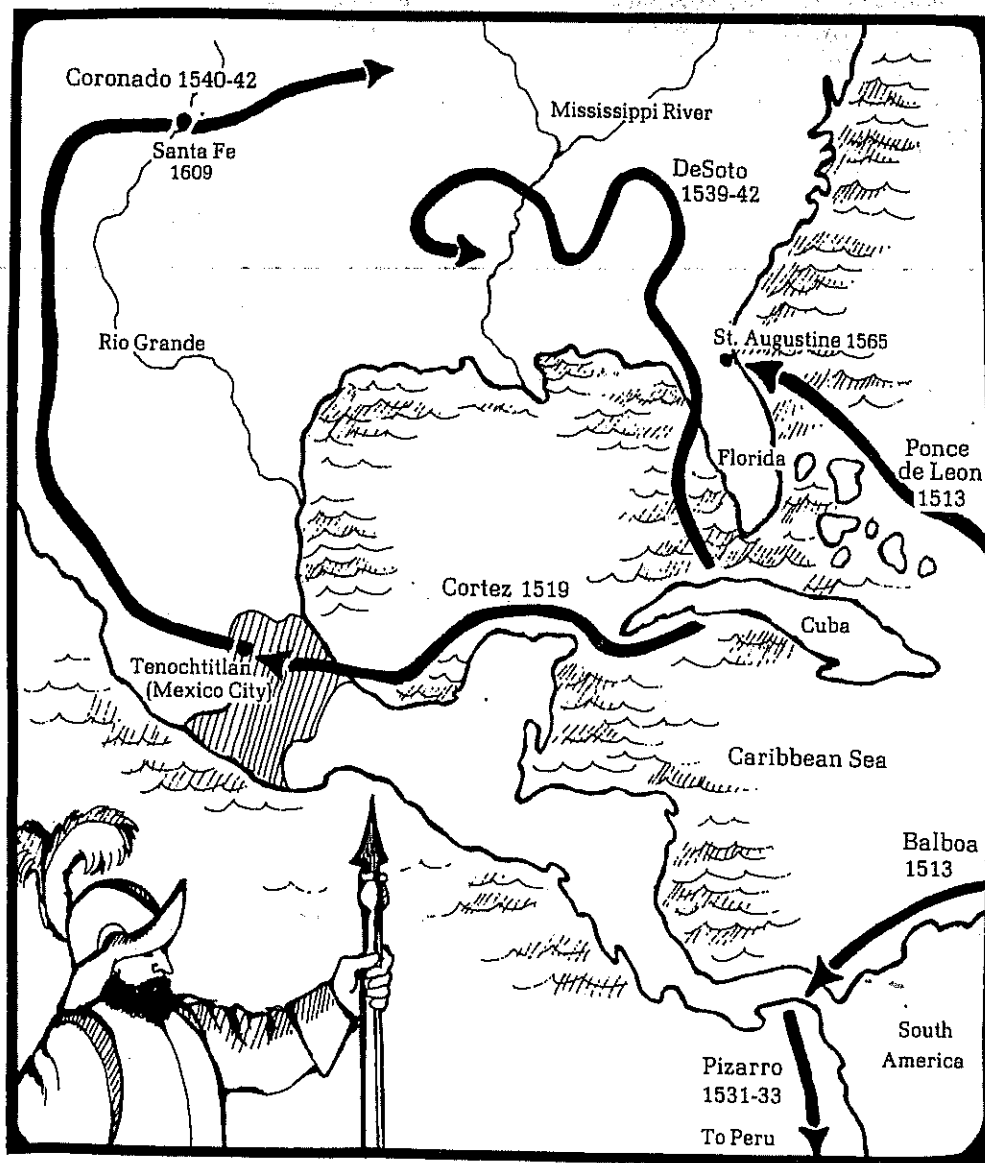 Coronado 1540-42
Mississippi River
Santa Fe
1609
DeSoto
1539-42
Rio Grande
St. Augustine 1565
Florida
Ponce
de Leon
1513
Cortez 1519
Cuba
Tenochtitlan
(Mexico City)
Caribbean Sea
Balboa
1513
South
America
Pizarro
1531-33
To Peru